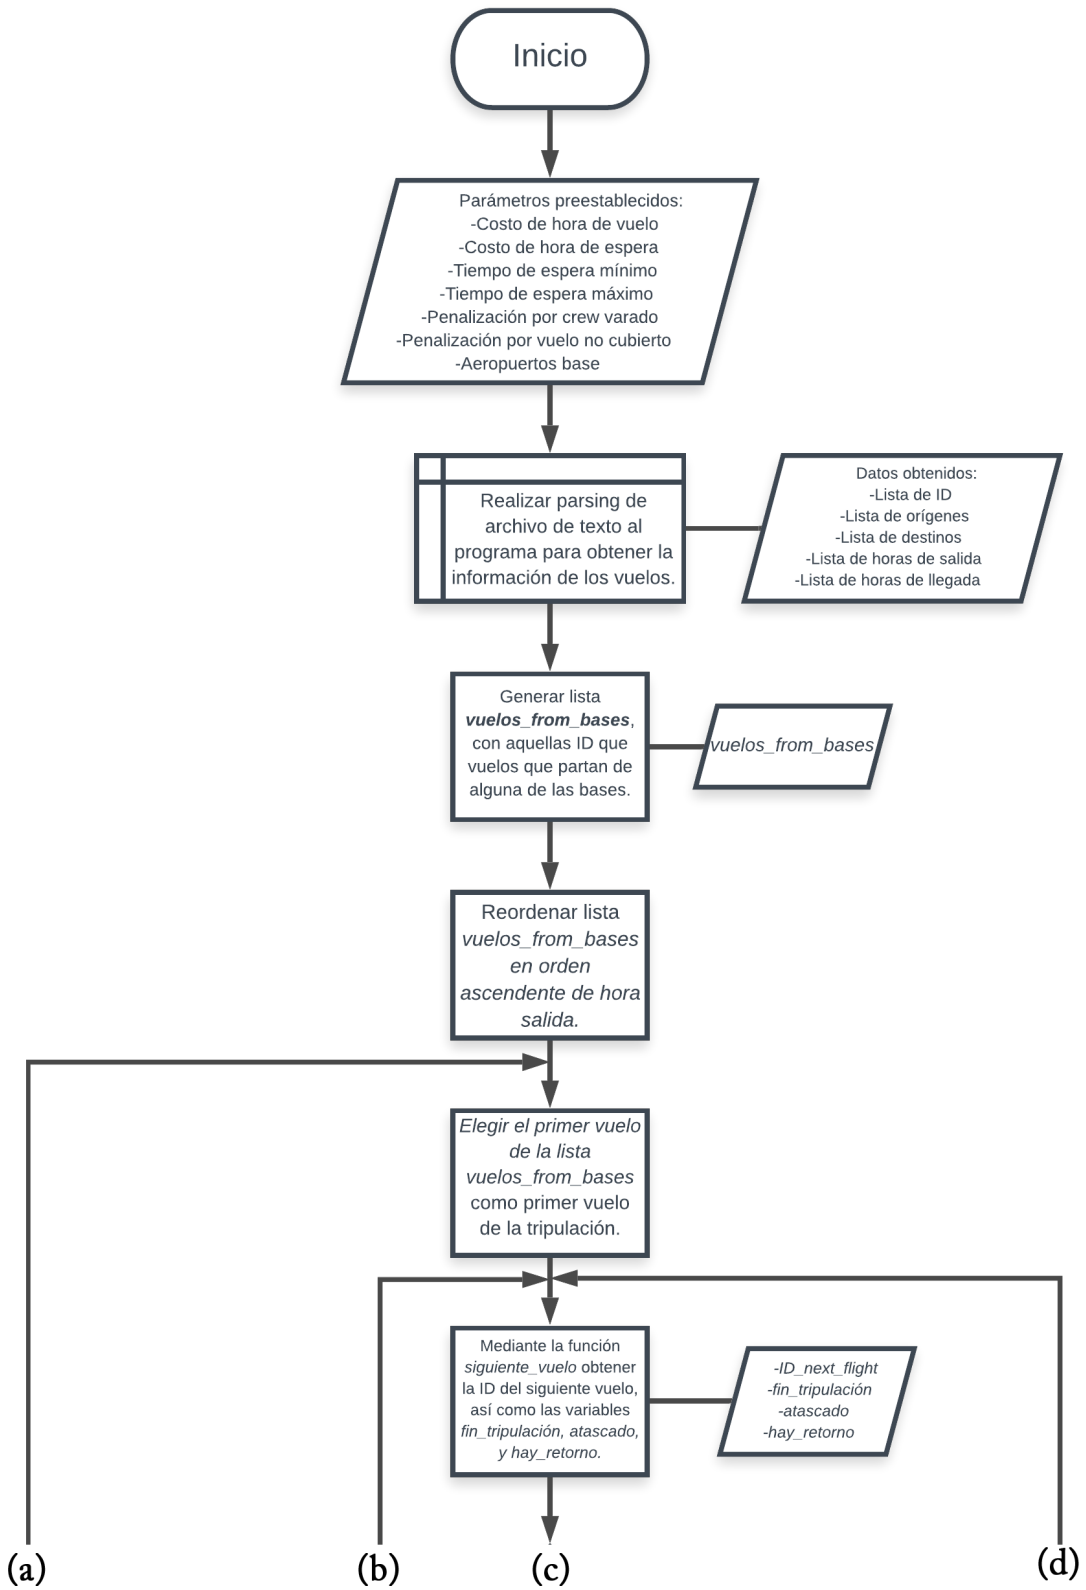 Inicio
Parámetros preestablecidos:
-Costo de hora de vuelo
-Costo de hora de espera
-Tiempo de espera mínimo
-Tiempo de espera máximo
-Penalización por crew varado
-Penalización por vuelo no cubierto
-Aeropuertos base
Realizar parsing de
archivo de texto al
programa para obtener la
información de los vuelos.
Datos obtenidos:
-Lista de ID
-Lista de orígenes
-Lista de destinos
-Lista de horas de salida
-Lista de horas de llegada
Generar lista
vuelos_from_bases,
con aquellas ID que
vuelos que partan de
alguna de las bases.
vuelos_from_bases
Reordenar lista
vuelos_from_bases
en orden
ascendente de hora
salida.
Elegir el primer vuelo
de la lista
vuelos_from_bases
como primer vuelo
de la tripulación.
Mediante la función
siguiente_vuelo obtener
la ID del siguiente vuelo,
así como las variables
fin_tripulación, atascado,
y hay_retorno.
-ID_next_flight
-fin_tripulación
-atascado
-hay_retorno
(a)
(b)
(c)
(d)